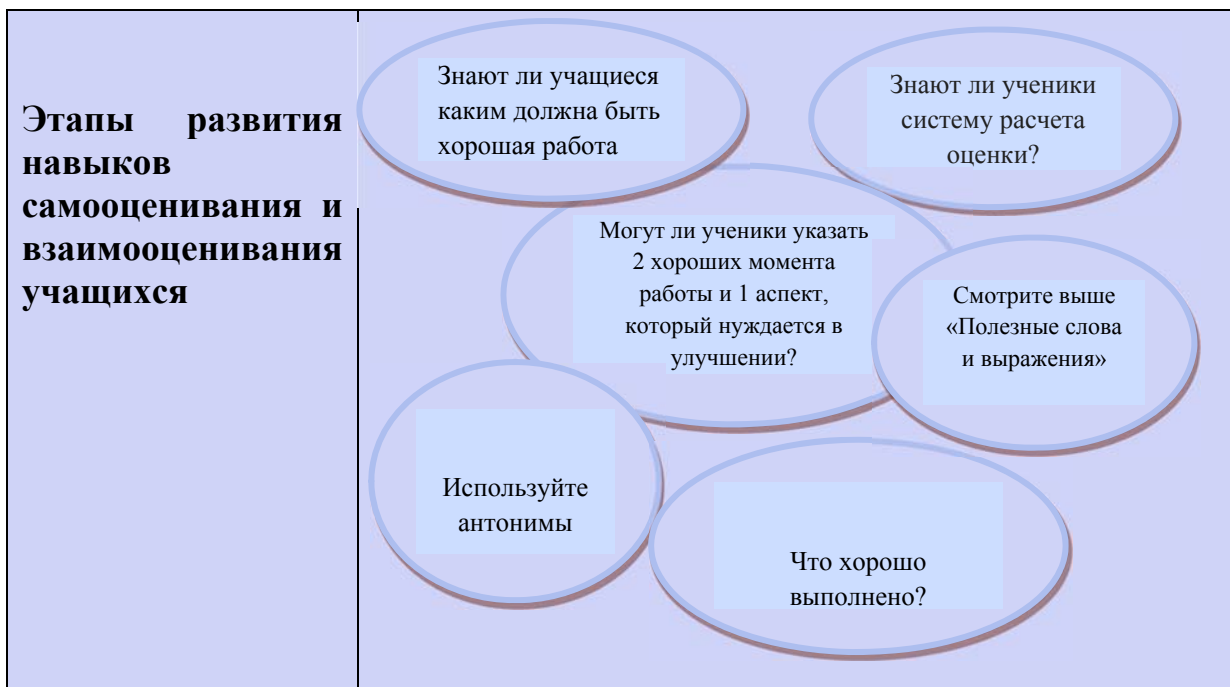 Этапы развития
навыков
самооценивания и
взаимооценивания
учащихся
Знают ли учащиеся
каким должна быть
хорошая работа
Знают ли ученики
систему расчета
оценки?
Могут ли ученики указать
2 хороших момента
работы и 1 аспект,
который нуждается в
улучшении?
Смотрите выше
«Полезные слова
и выражения»
Используйте
антонимы
Что хорошо
выполнено?